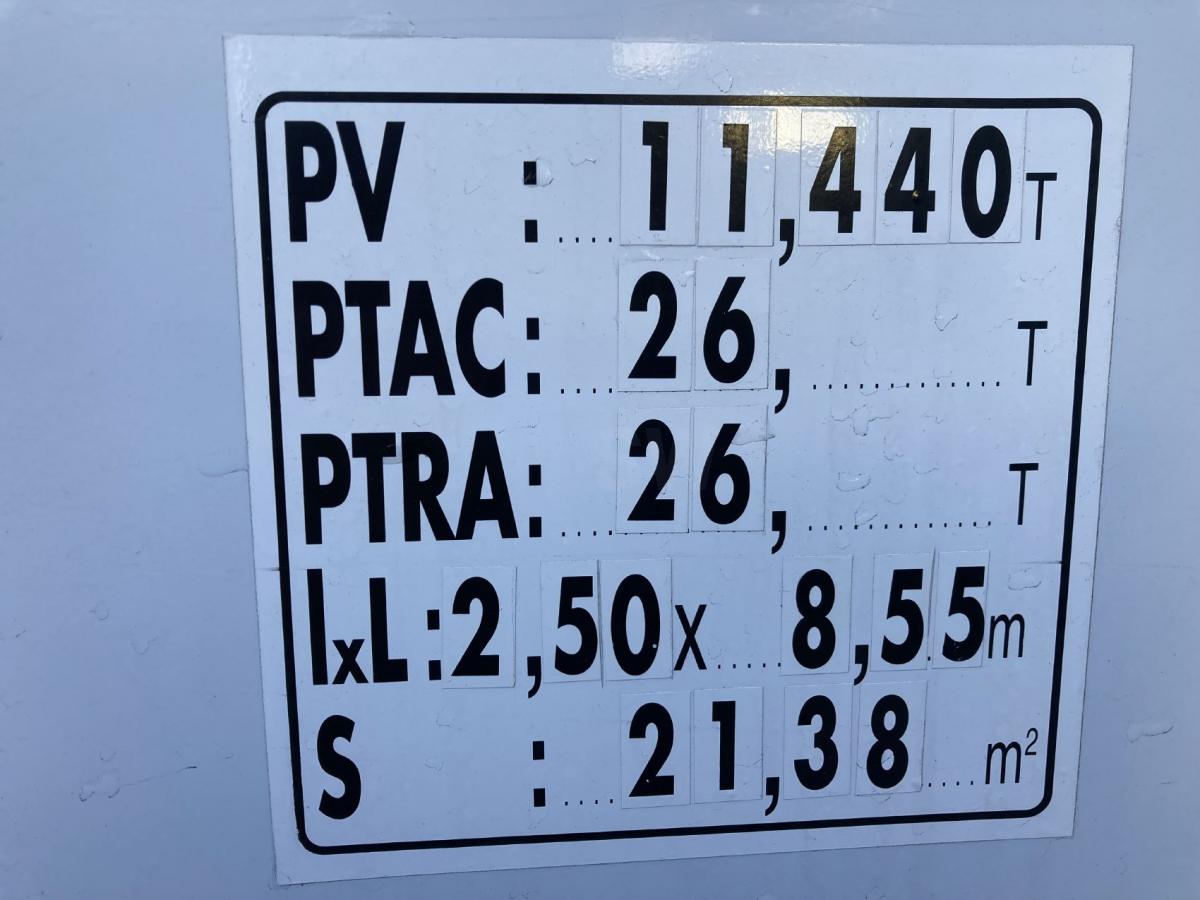 PV : .... 11,440 T
PTAC : .... 26, ............. T
PTRA : .... 26, ............. T
lxL : 2,50 x ..... 8,55 m
S : .... 21,38 .... m²